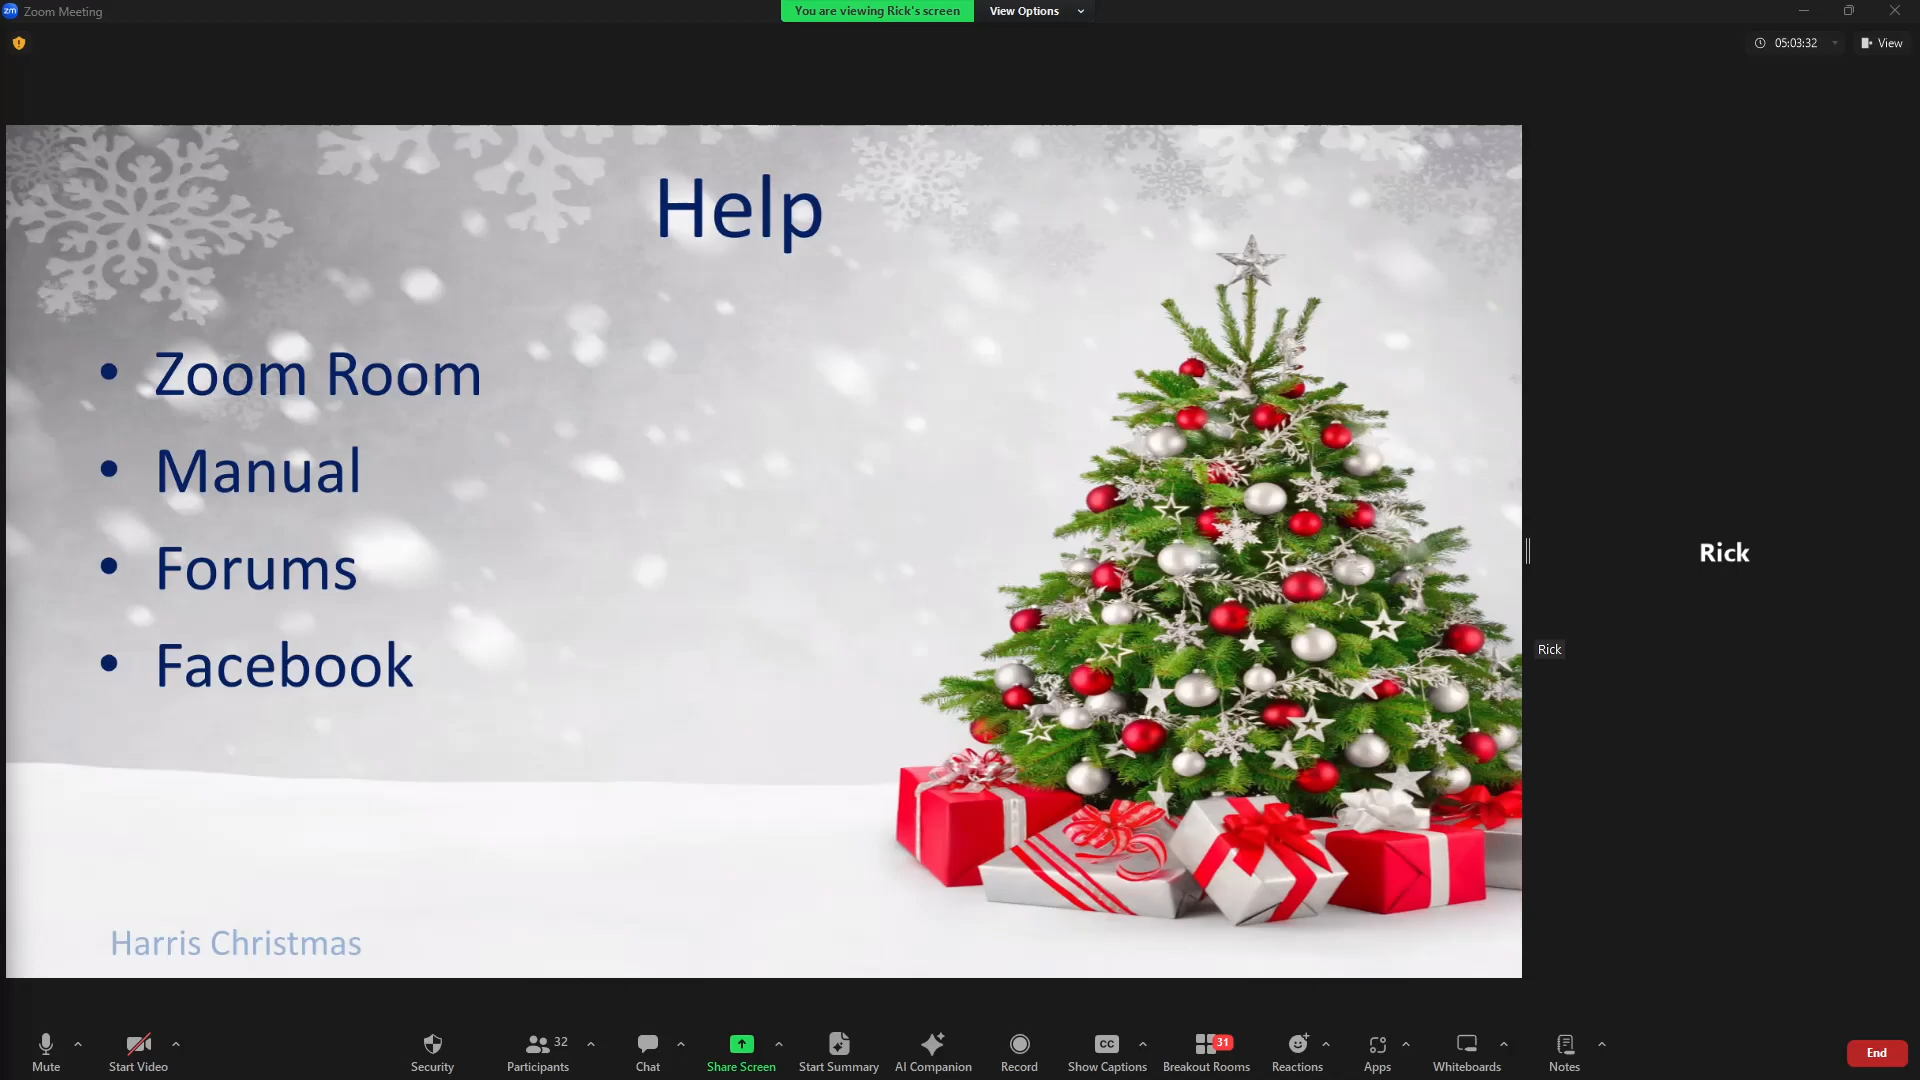 zm Zoom Meeting
You are viewing Rick's screen
View Options
05:03:32
View
Help
• Zoom Room
• Manual
• Forums
• Facebook
Harris Christmas
Rick
Rick
Mute
Start Video
Security
32
Participants
Chat
Share Screen
Start Summary
AI Companion
Record
CC
Show Captions
31
Breakout Rooms
Reactions
Apps
Whiteboards
Notes
End